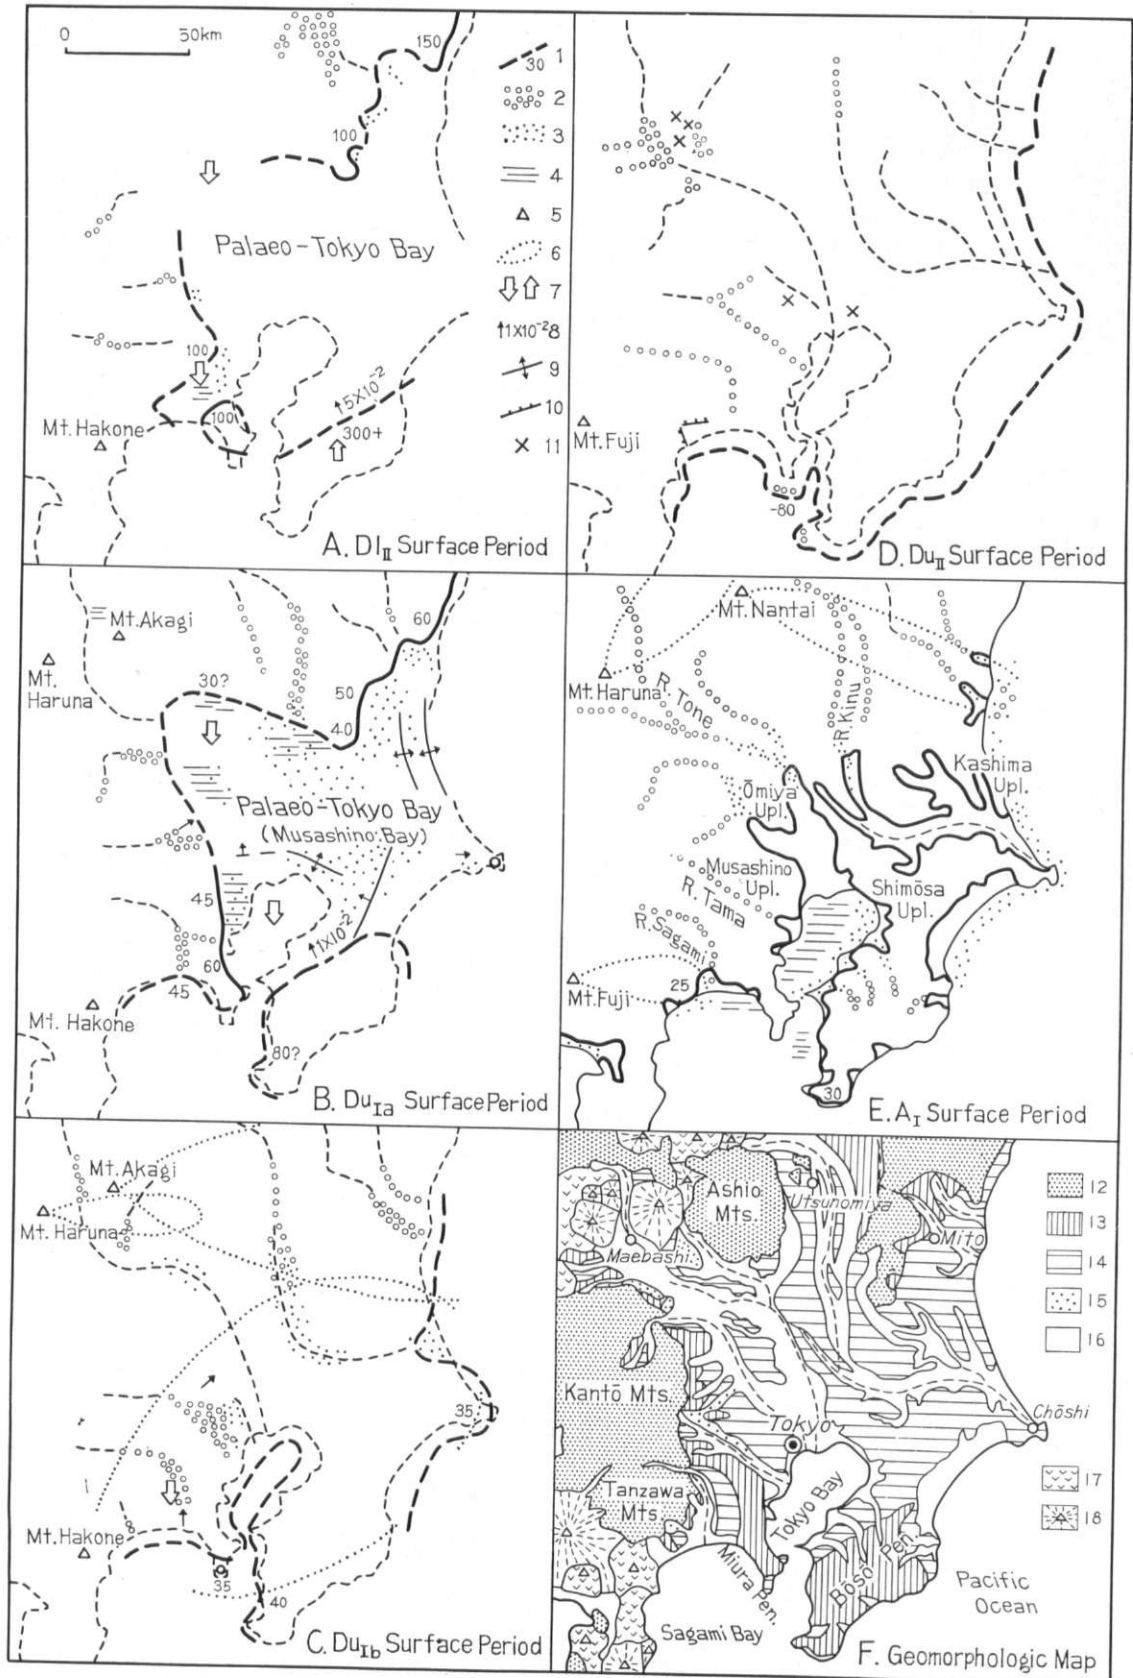 0 50km
150
30 1
2
3
100
4
5
Palaeo-Tokyo Bay
6
7
↑1X10⁻² 8
100
↑5X10⁻²
9
100
300+
10
Mt. Hakone
11
A. Dl_II Surface Period
Mt. Fuji
-80
D. Du_II Surface Period
60
Mt. Akagi
Mt.
Haruna
30?
50
40
Palaeo-Tokyo Bay
(Musashino Bay)
45
↑1X10⁻²
60
45
Mt. Hakone
80?
B. Du_Ia Surface Period
Mt. Nantai
Mt. Haruna
R. Tone
R. Kinu
Kashima
Upl.
Ōmiya
Upl.
Musashino
Upl.
Shimōsa
Upl.
R. Tama
R. Sagami
25
Mt. Fuji
30
E. A_I Surface Period
Mt. Akagi
Mt. Haruna
35
Mt. Hakone
35
40
C. Du_Ib Surface Period
Ashio
Mts.
Utsunomiya
12
13
Mito
Maebashi
14
15
16
Kantō Mts.
Chōshi
Tokyo
17
Tanzawa
Mts.
Tokyo Bay
18
Miura Pen.
Bōsō Pen.
Pacific
Ocean
Sagami Bay
F. Geomorphologic Map